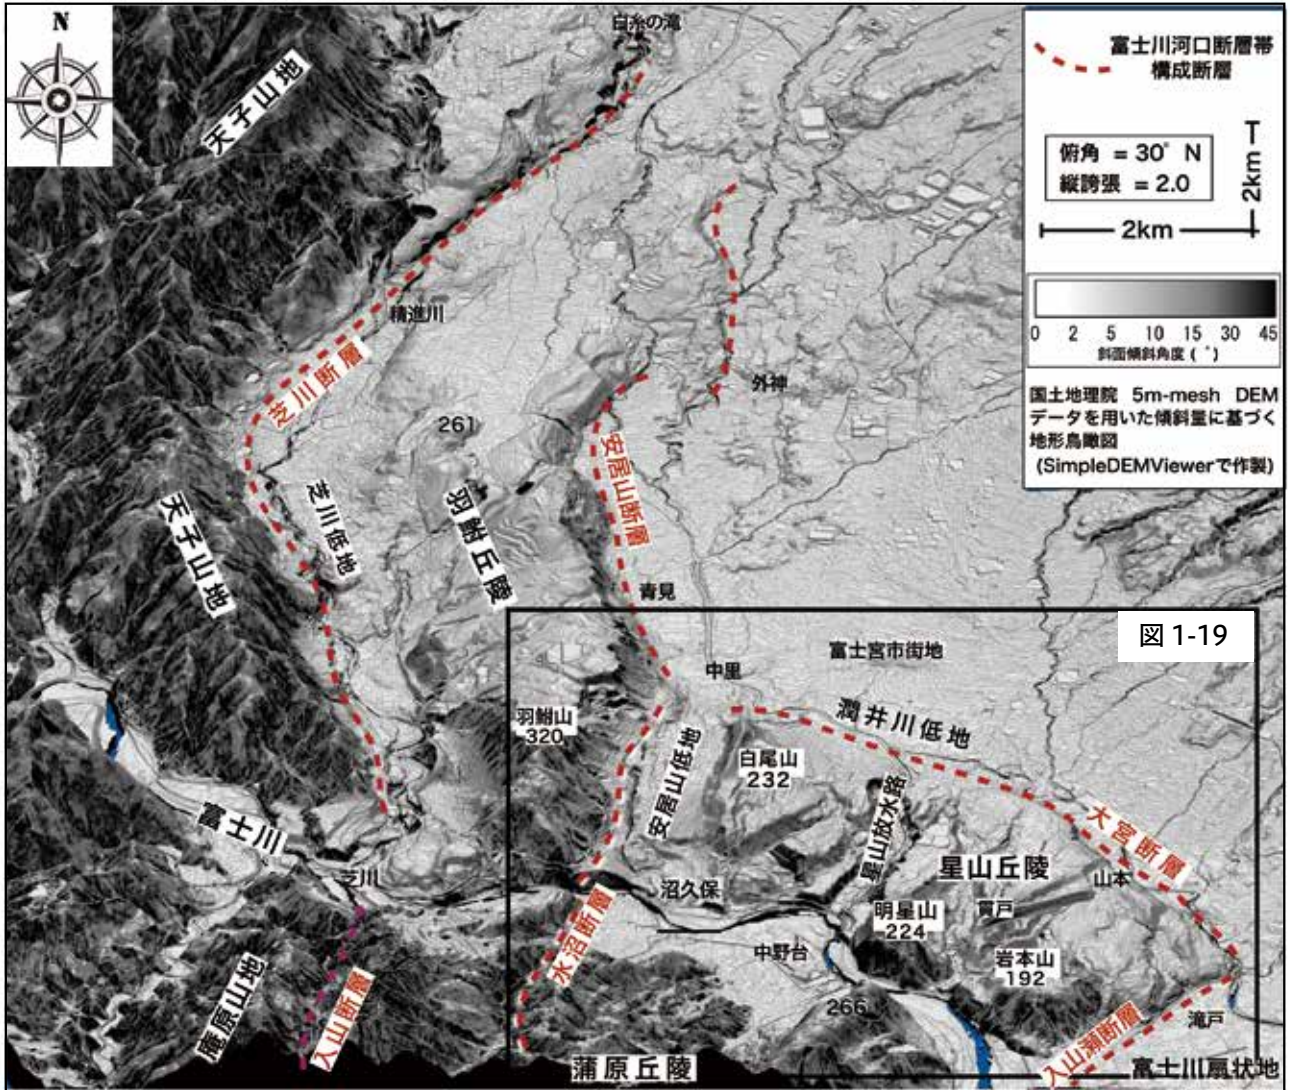 N
白糸の滝
天子山地
富士川河口断層帯
構成断層
俯角 = 30° N
縦誇張 = 2.0
2km
2km
0 2 5 10 15 30 45
斜面傾斜角度 (°)
国土地理院 5m-mesh DEM
データを用いた傾斜量に基づく
地形鳥瞰図
(SimpleDEMViewerで作製)
精進川
芝川断層
外神
261
安居山断層
羽鮒丘陵
芝川低地
天子山地
青見
図 1-19
中里
富士宮市街地
羽鮒山
320
潤井川低地
安居山低地
白尾山
232
星山放水路
大宮断層
富士川
芝川
沼久保
星山丘陵
山本
明星山
224
貫戸
水沼断層
中野台
岩本山
192
庵原山地
入山断層
266
入山瀬断層
滝戸
蒲原丘陵
富士川扇状地